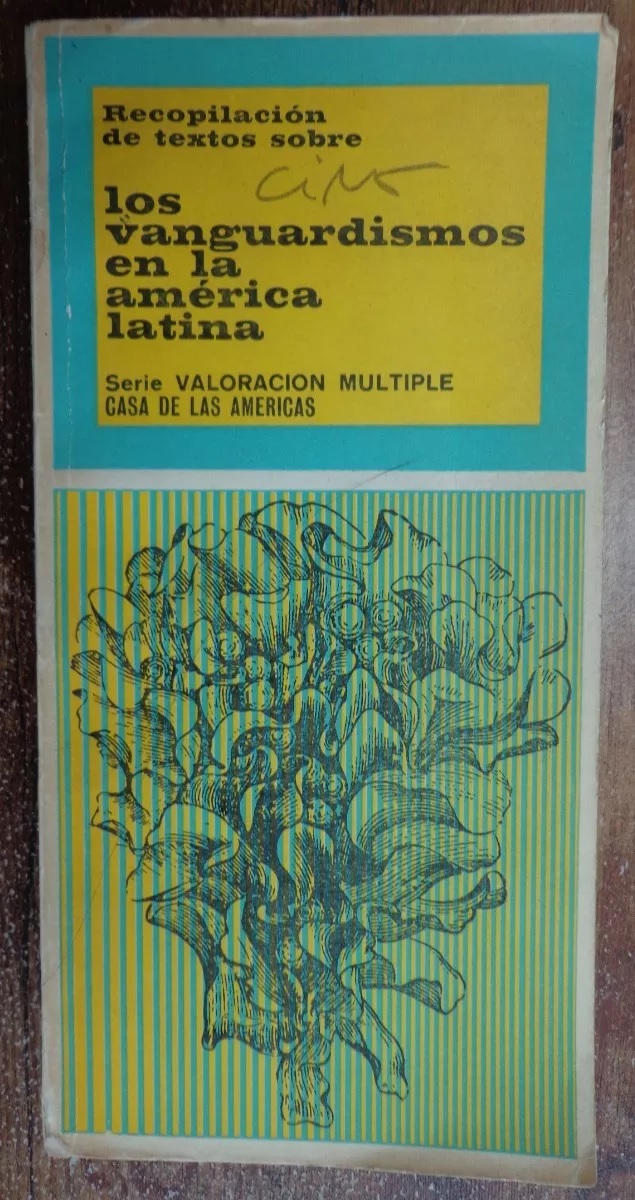 Recopilación
de textos sobre
los
vanguardismos
en la
américa
latina
Serie VALORACION MULTIPLE
CASA DE LAS AMERICAS